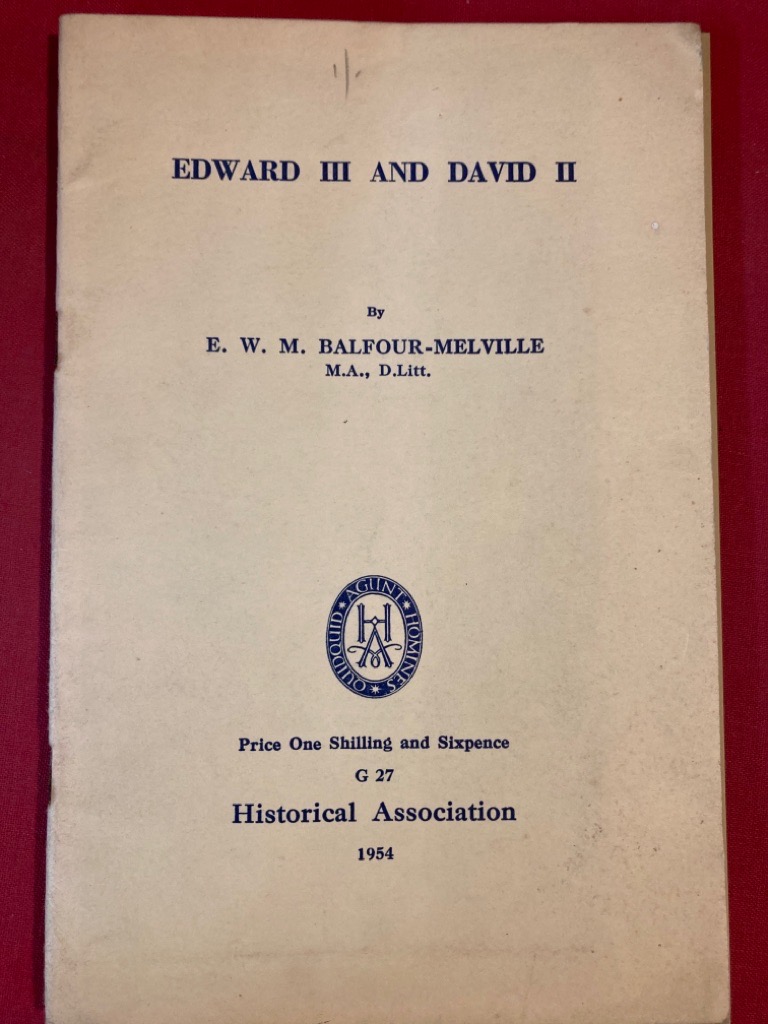 EDWARD III AND DAVID II
By
E. W. M. BALFOUR-MELVILLE
M.A., D.Litt.
QUIDQUID AGUNT HOMINES
HA
Price One Shilling and Sixpence
G 27
Historical Association
1954